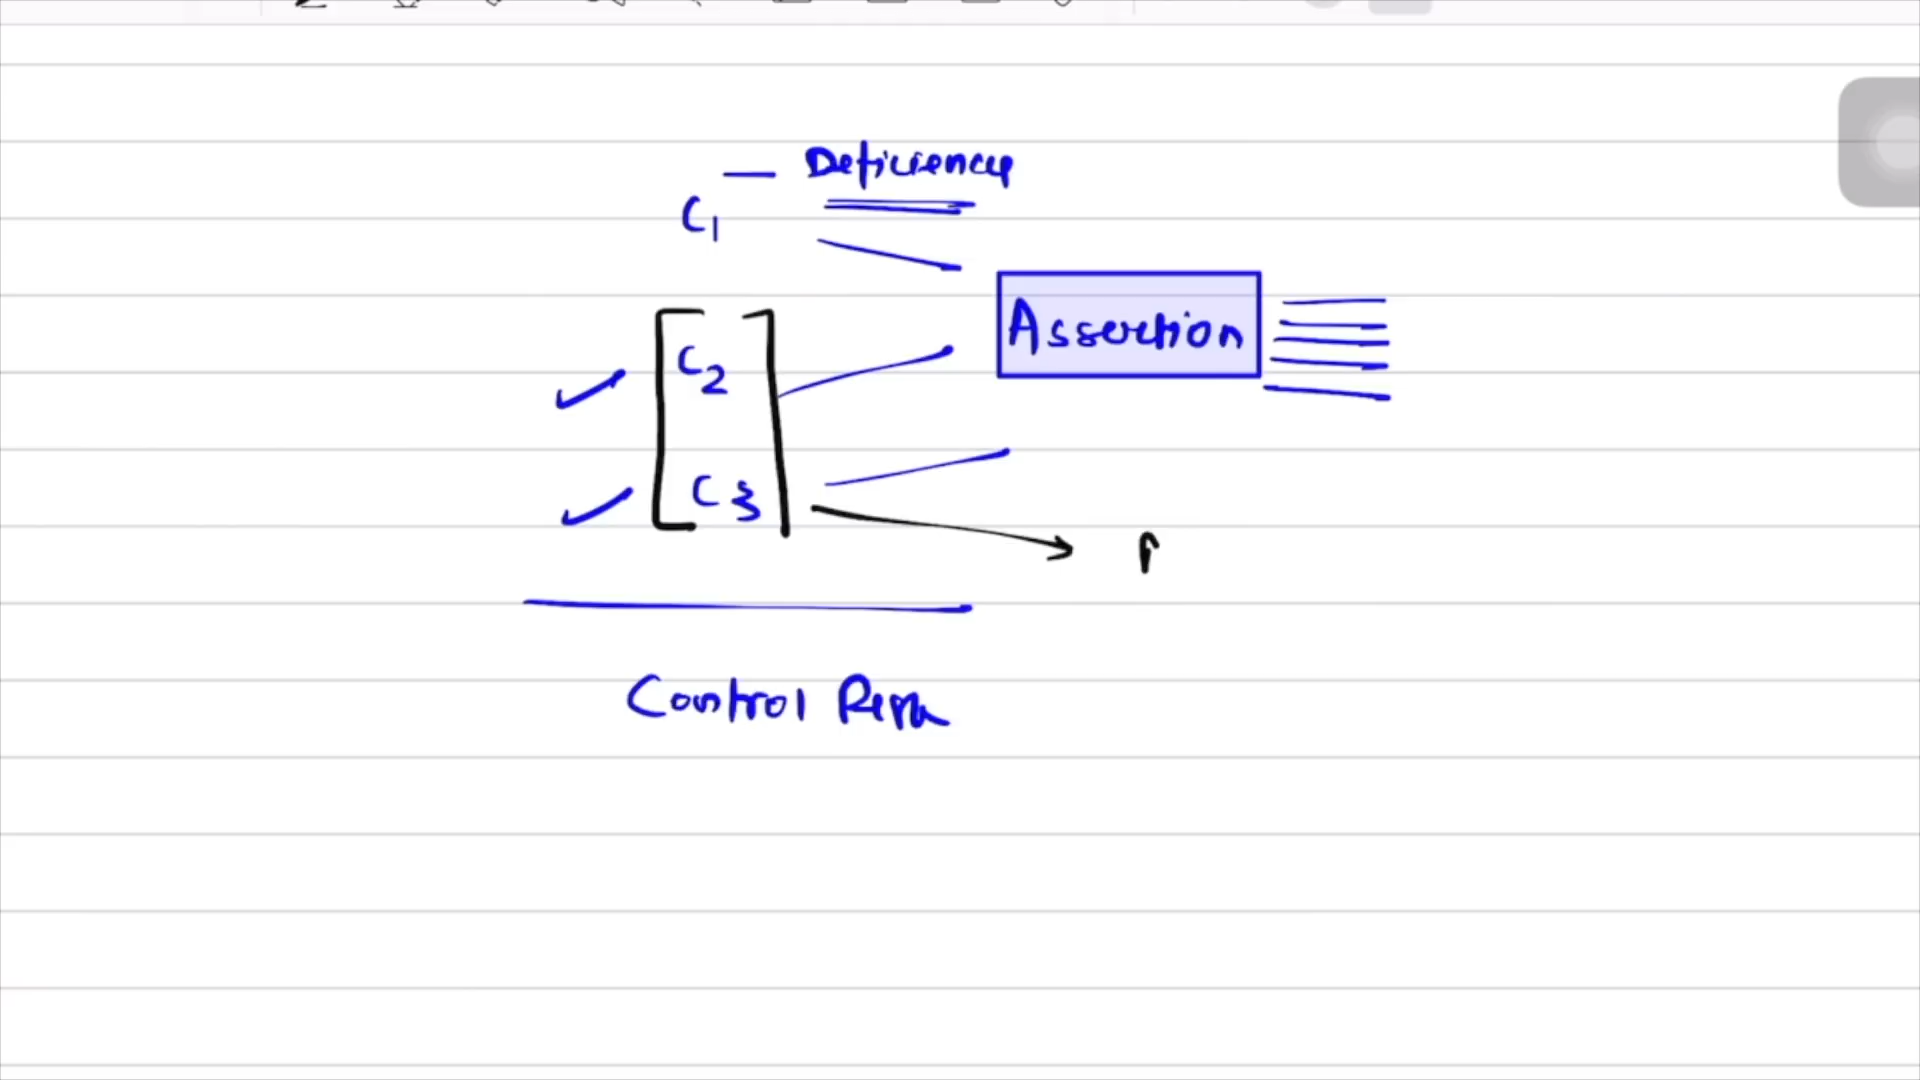 — Deficiency
C1
Assertion
C2
C3
Control